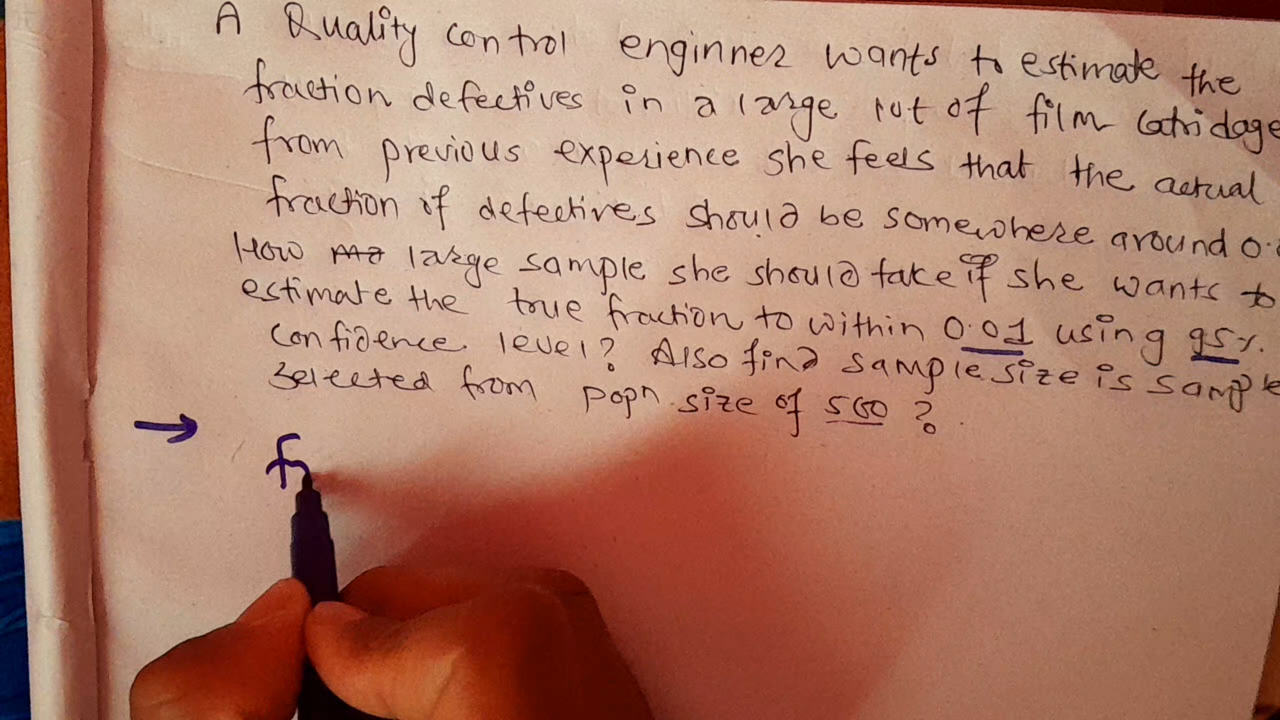 A Quality control enginner wants to estimate the
fraction defectives in a large rot of film Catridage
from previous experience she feels that the actual
fraction of defectives should be somewhere around 0.
How large sample she should take if she wants to
estimate the true fraction to within 0.01 using 95%.
confidence level? Also find sample size is sample
selected from popn size of 500 ?
→ f